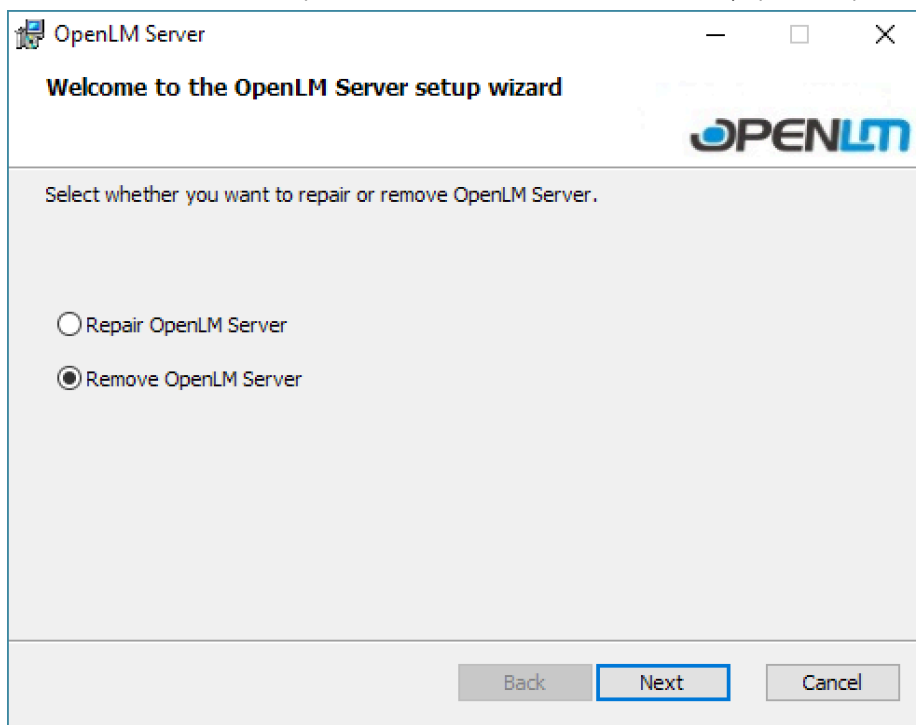 OpenLM Server
Welcome to the OpenLM Server setup wizard
OPENLM
Select whether you want to repair or remove OpenLM Server.
Repair OpenLM Server
Remove OpenLM Server
Back Next Cancel